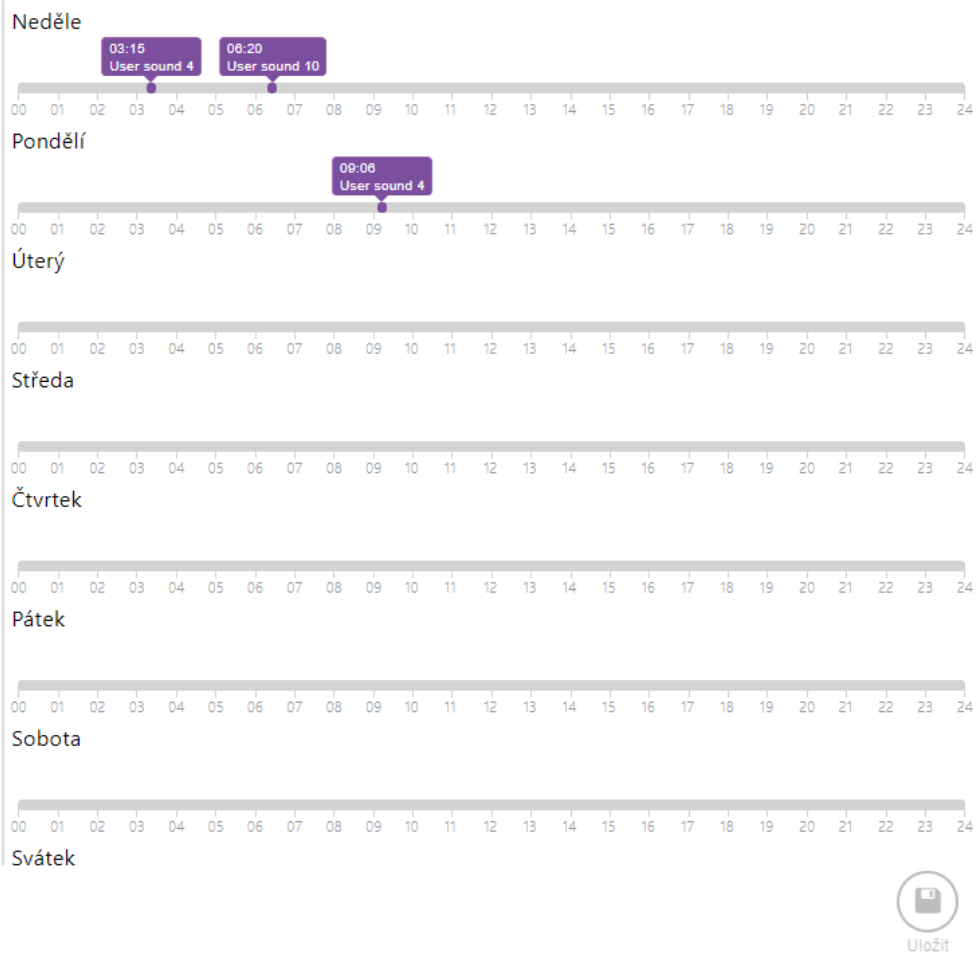 Neděle
03:15 06:20
User sound 4 User sound 10
00 01 02 03 04 05 06 07 08 09 10 11 12 13 14 15 16 17 18 19 20 21 22 23 24
Pondělí
09:06
User sound 4
00 01 02 03 04 05 06 07 08 09 10 11 12 13 14 15 16 17 18 19 20 21 22 23 24
Úterý
00 01 02 03 04 05 06 07 08 09 10 11 12 13 14 15 16 17 18 19 20 21 22 23 24
Středa
00 01 02 03 04 05 06 07 08 09 10 11 12 13 14 15 16 17 18 19 20 21 22 23 24
Čtvrtek
00 01 02 03 04 05 06 07 08 09 10 11 12 13 14 15 16 17 18 19 20 21 22 23 24
Pátek
00 01 02 03 04 05 06 07 08 09 10 11 12 13 14 15 16 17 18 19 20 21 22 23 24
Sobota
00 01 02 03 04 05 06 07 08 09 10 11 12 13 14 15 16 17 18 19 20 21 22 23 24
Svátek
Uložit